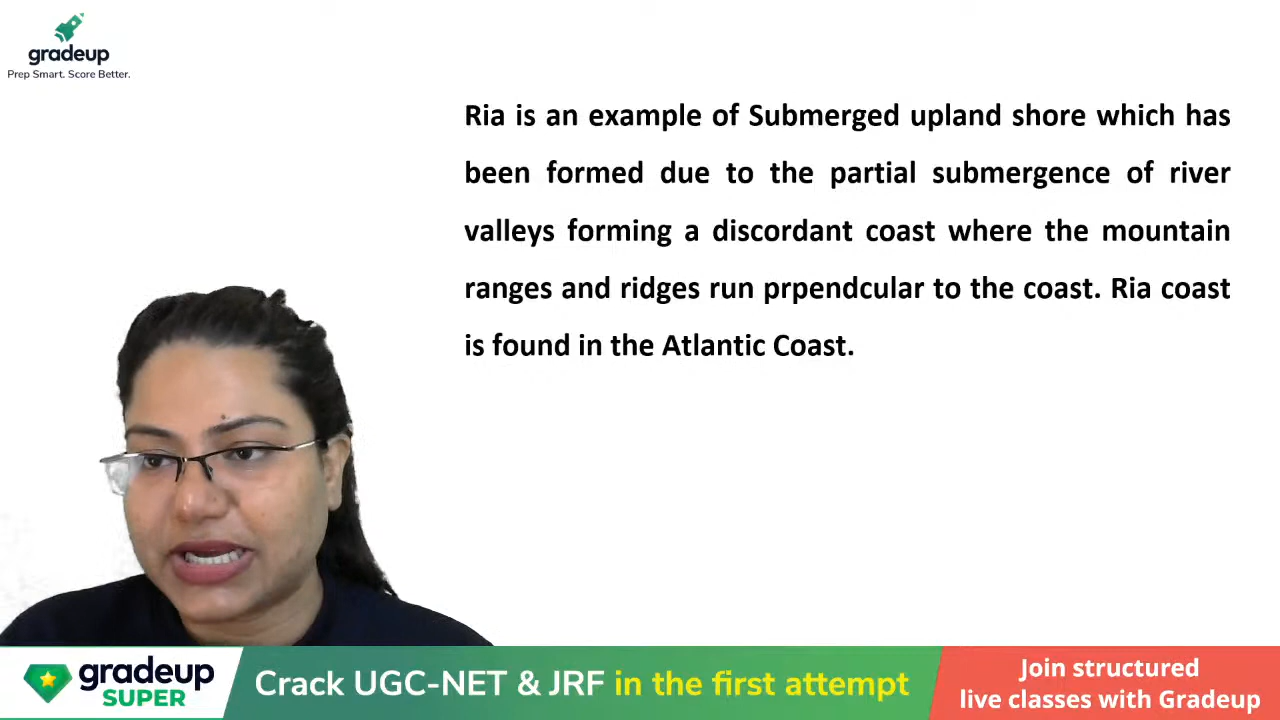 gradeup
Prep Smart. Score Better.
Ria is an example of Submerged upland shore which has
been formed due to the partial submergence of river
valleys forming a discordant coast where the mountain
ranges and ridges run prpendcular to the coast. Ria coast
is found in the Atlantic Coast.
gradeup
SUPER
Crack UGC-NET & JRF in the first attempt
Join structured
live classes with Gradeup